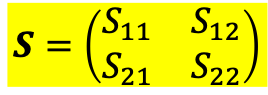 S = ( S₁₁ S₁₂
S₂₁ S₂₂ )